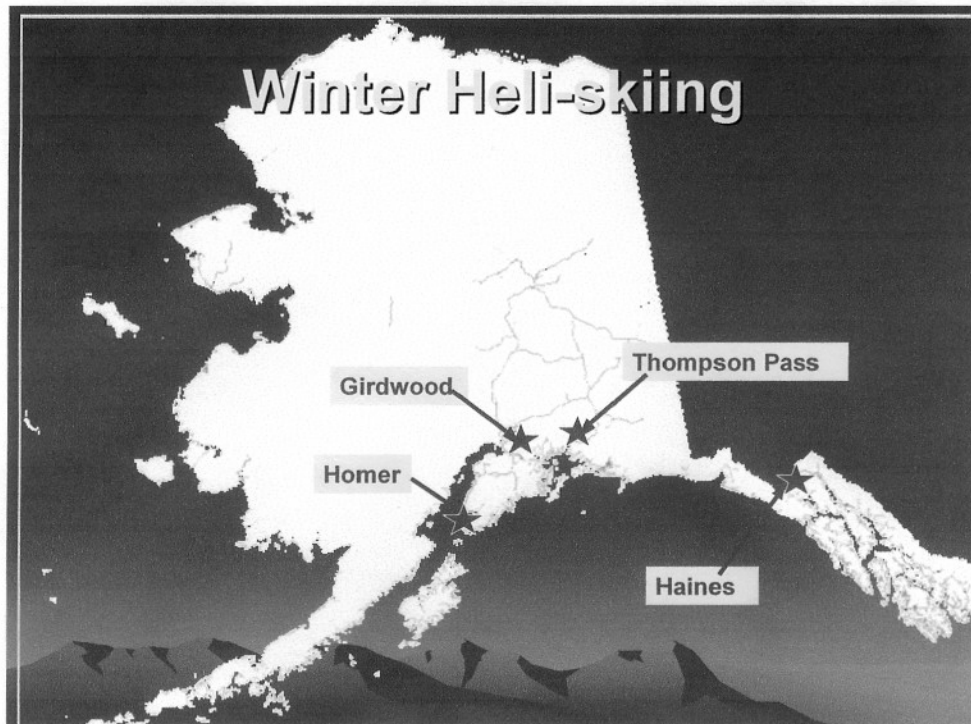 Winter Heli-skiing
Thompson Pass
Girdwood
Homer
Haines